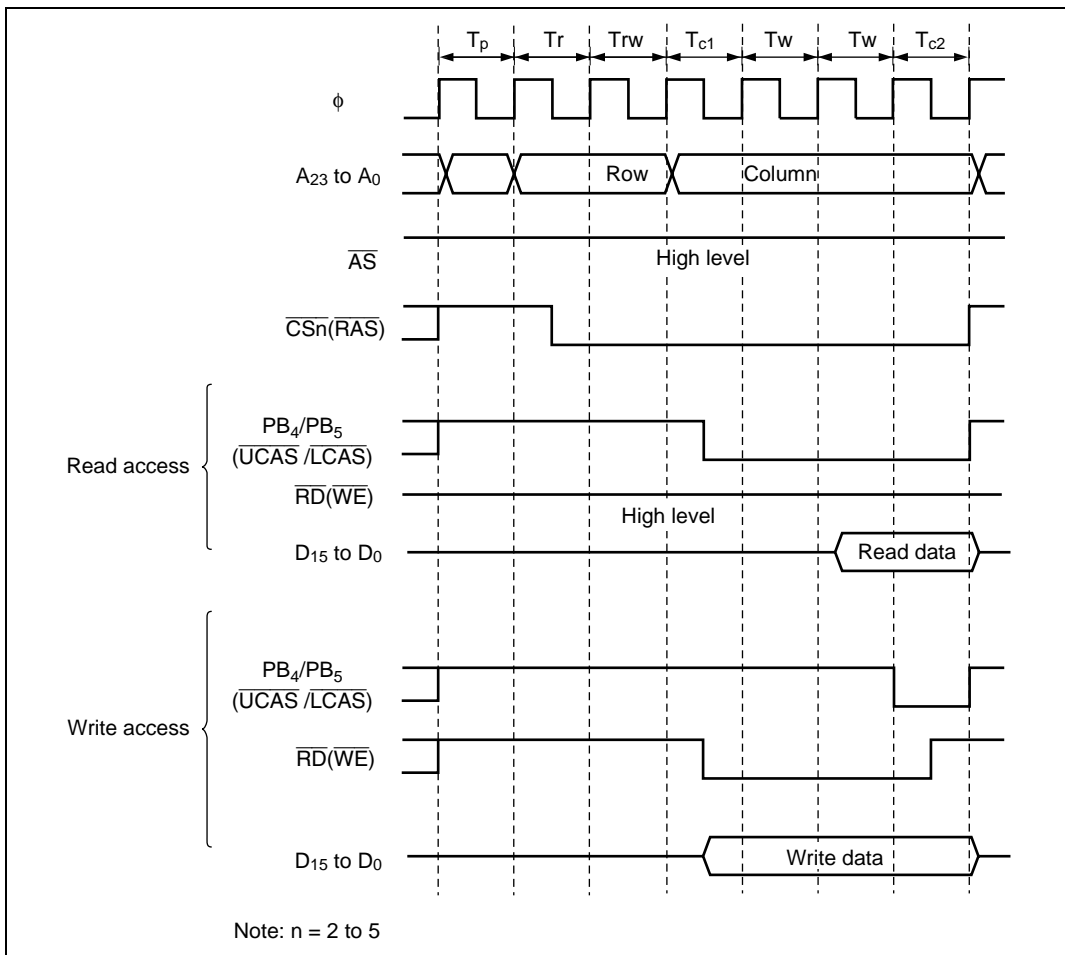 Tp Tr Trw Tc1 Tw Tw Tc2
φ
A23 to A0 Row Column
AS High level
CSn(RAS)
Read access
PB4/PB5
(UCAS /LCAS)
RD(WE) High level
D15 to D0 Read data
Write access
PB4/PB5
(UCAS /LCAS)
RD(WE)
D15 to D0 Write data
Note: n = 2 to 5